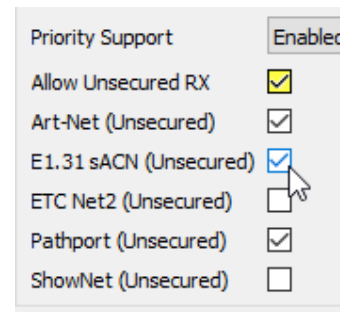 Priority Support Enabled
Allow Unsecured RX
Art-Net (Unsecured)
E1.31 sACN (Unsecured)
ETC Net2 (Unsecured)
Pathport (Unsecured)
ShowNet (Unsecured)